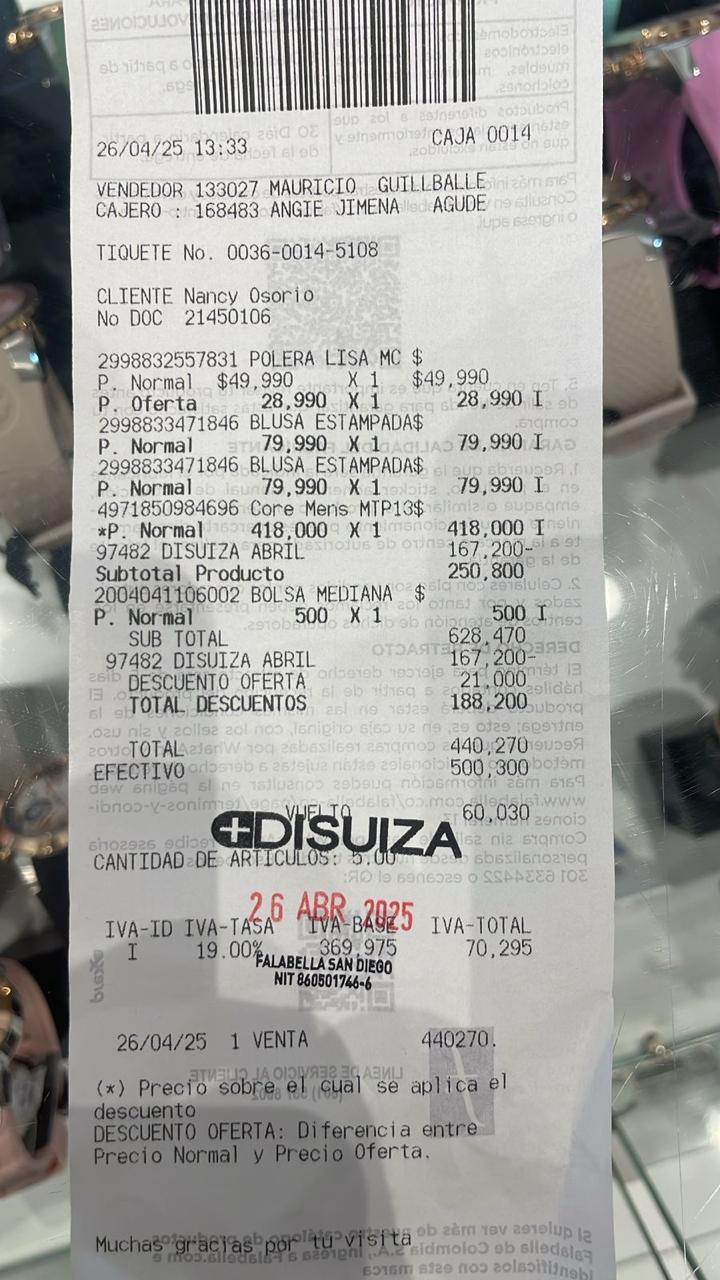 26/04/25 13:33 CAJA 0014
VENDEDOR 133027 MAURICIO GUILLBALLE
CAJERO : 168483 ANGIE JIMENA AGUDE
TIQUETE No. 0036-0014-5108
CLIENTE Nancy Osorio
No DOC 21450106
2998832557831 POLERA LISA MC $
P. Normal $49,990 X 1 $49,990
P. Oferta 28,990 X 1 28,990 I
2998833471846 BLUSA ESTAMPADA$
P. Normal 79,990 X 1 79,990 I
2998833471846 BLUSA ESTAMPADA$
P. Normal 79,990 X 1 79,990 I
4971850984696 Core Mens MTP13$
*P. Normal 418,000 X 1 418,000 I
97482 DISUIZA ABRIL 167,200-
Subtotal Producto 250,800
2004041106002 BOLSA MEDIANA $
P. Normal 500 X 1 500 I
SUB TOTAL 628,470
97482 DISUIZA ABRIL 167,200-
DESCUENTO OFERTA 21,000
TOTAL DESCUENTOS 188,200
TOTAL 440,270
EFECTIVO 500,300
VUELTO 60,030
DISUIZA
CANTIDAD DE ARTICULOS: 5.00
26 ABR 2025
IVA-ID IVA-TASA IVA-BASE IVA-TOTAL
I 19.00% 369,975 70,295
FALABELLA SAN DIEGO
NIT 860501746-6
26/04/25 1 VENTA 440270.
(*) Precio sobre el cual se aplica el
descuento
DESCUENTO OFERTA: Diferencia entre
Precio Normal y Precio Oferta.
Muchas gracias por tu visita